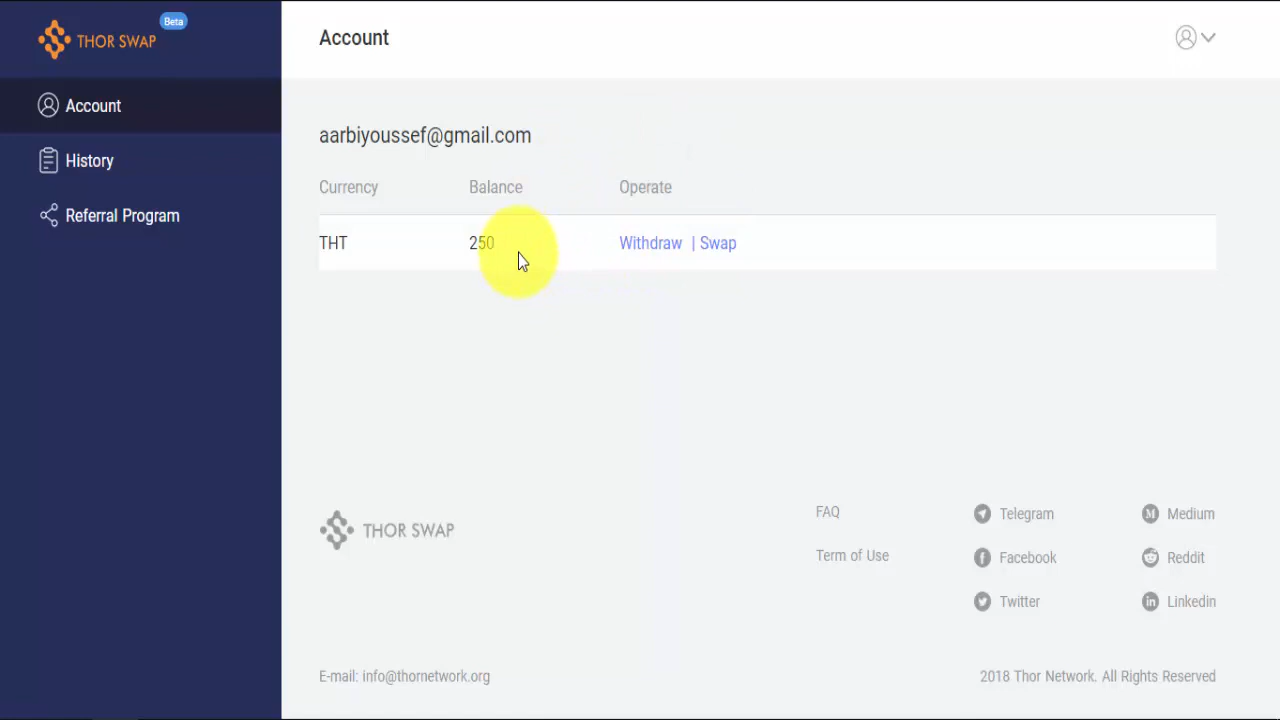 THOR SWAP Beta
Account
Account
History
Referral Program
aarbiyoussef@gmail.com
Currency Balance Operate
THT 250 Withdraw | Swap
THOR SWAP
FAQ Telegram Medium
Term of Use Facebook Reddit
Twitter Linkedin
E-mail: info@thornetwork.org 2018 Thor Network. All Rights Reserved